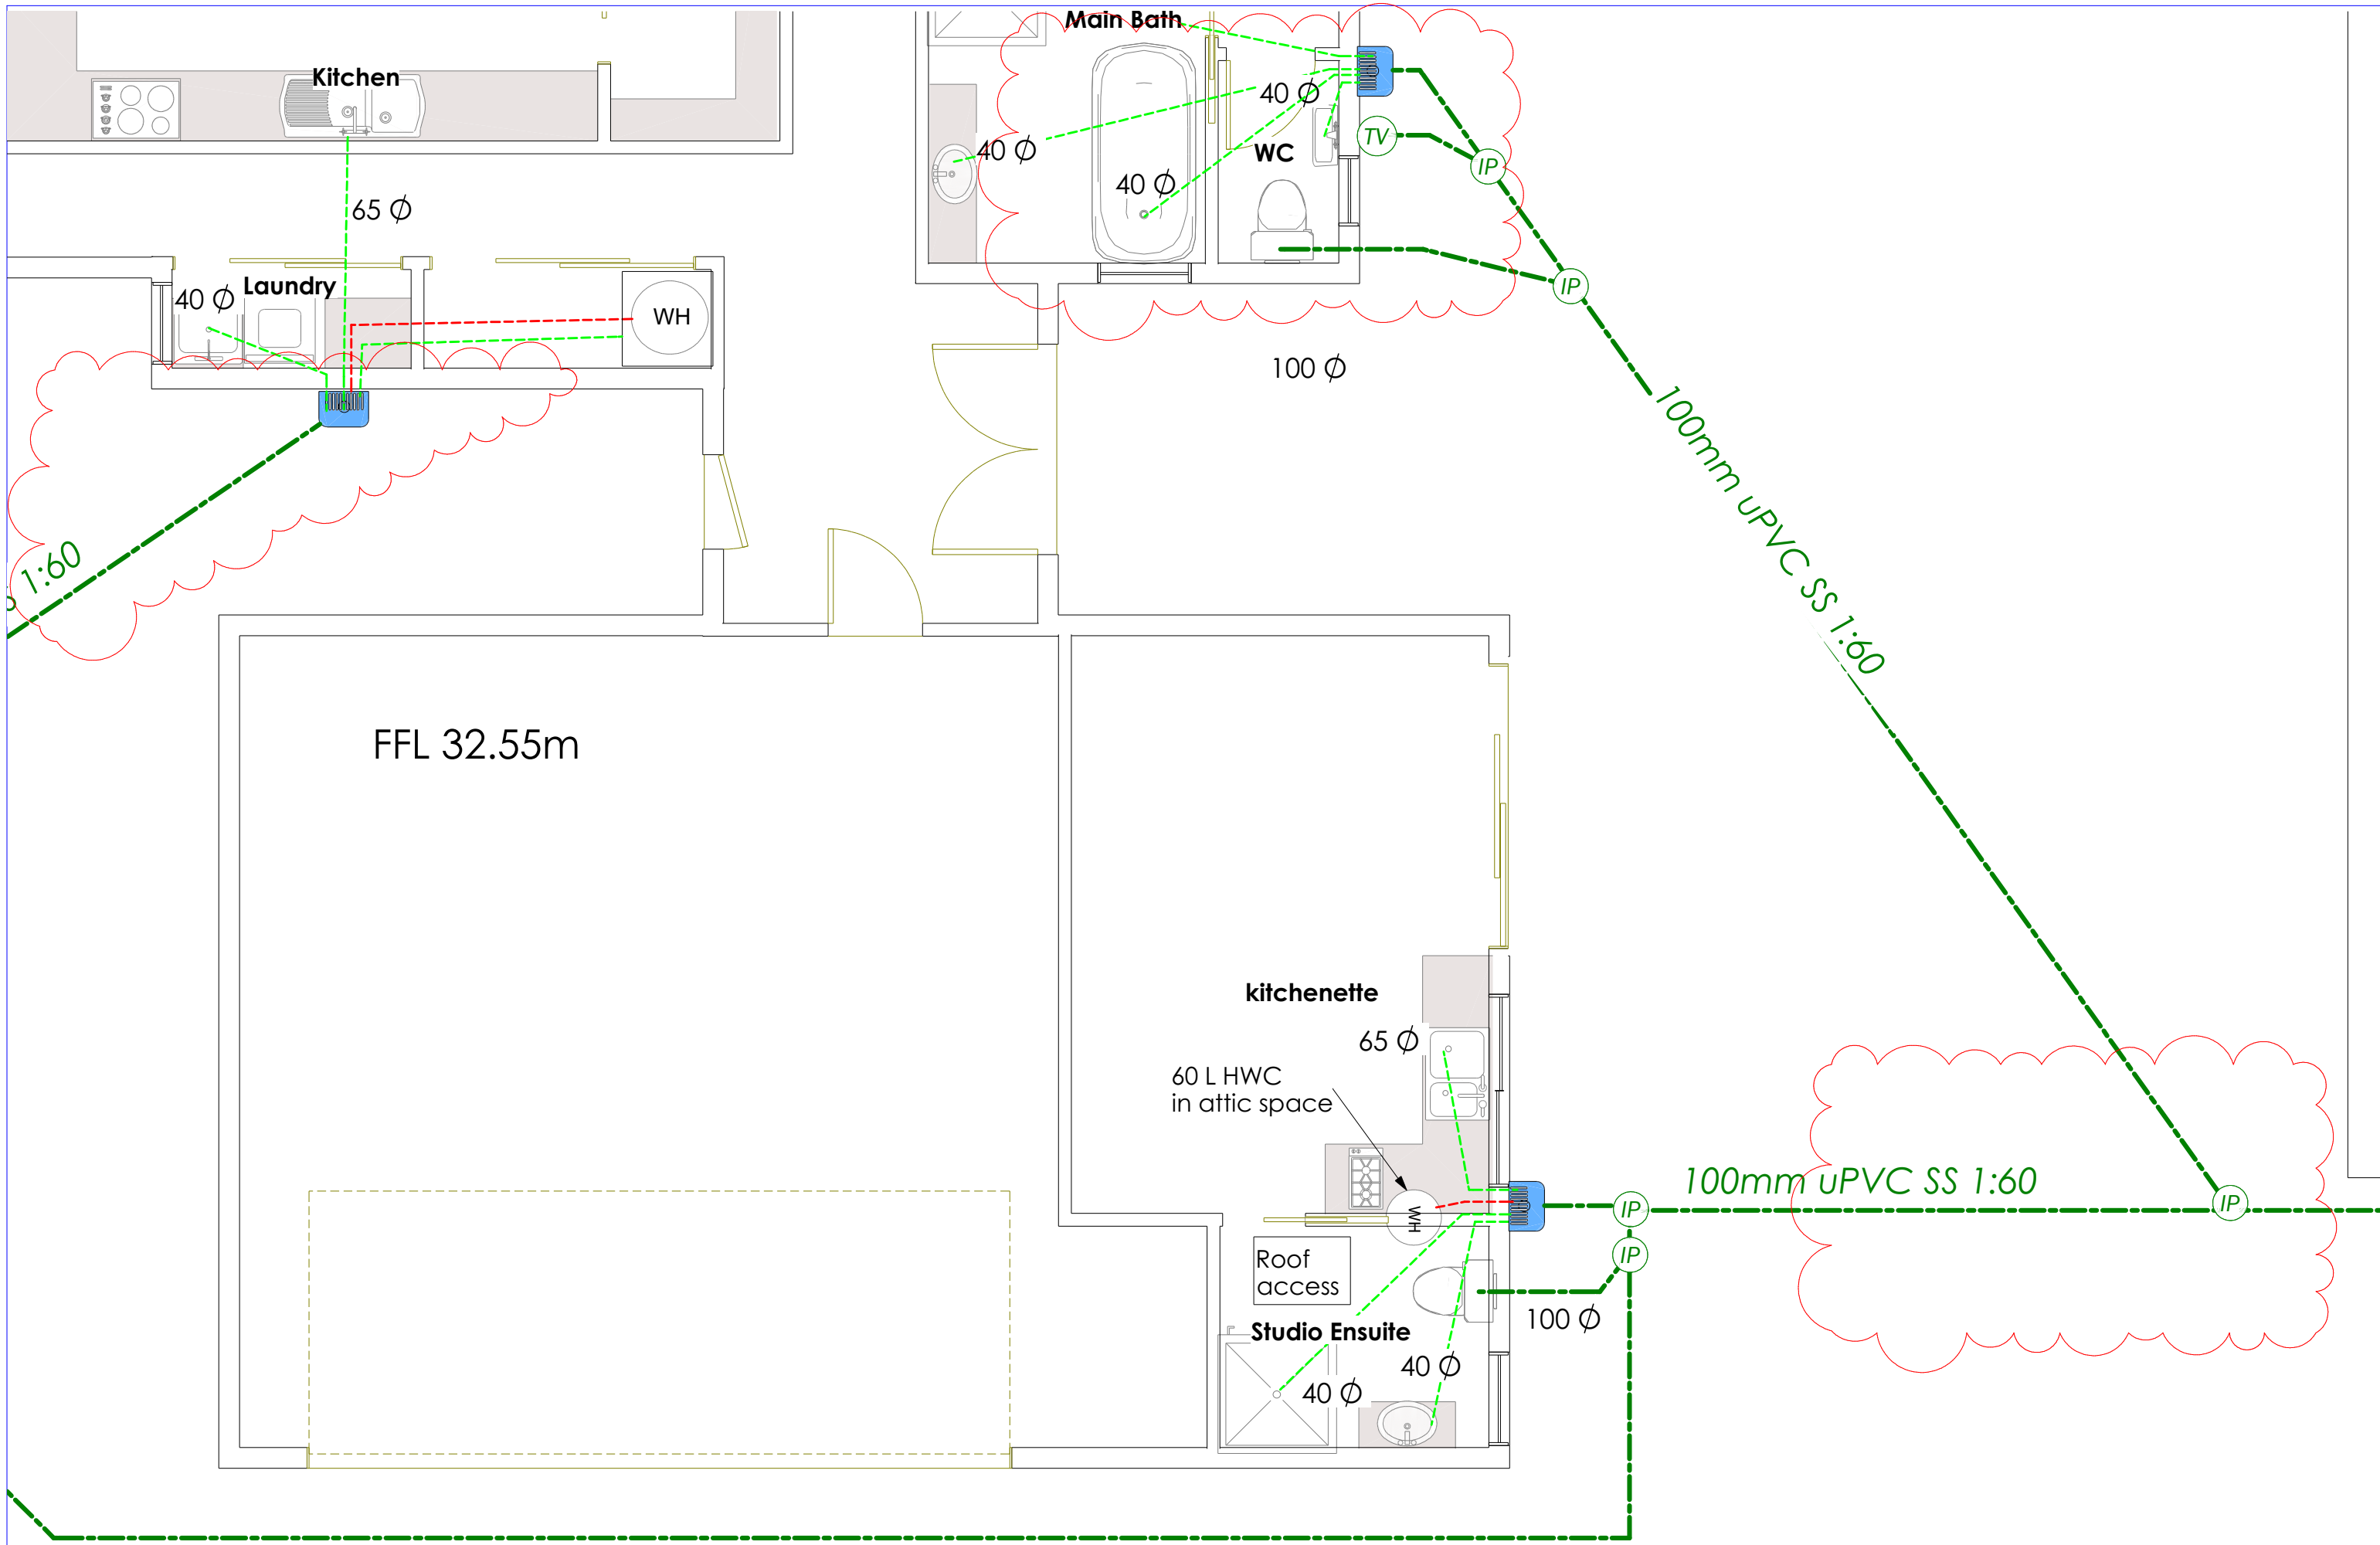 Main Bath
Kitchen
40 ϕ
TV
40 ϕ
WC
IP
40 ϕ
65 ϕ
Laundry
40 ϕ
IP
WH
100 ϕ
100mm uPVC SS 1:60
1:60
FFL 32.55m
kitchenette
65 ϕ
60 L HWC
in attic space
100mm uPVC SS 1:60
IP
IP
WH
Roof
access
IP
100 ϕ
Studio Ensuite
40 ϕ
40 ϕ